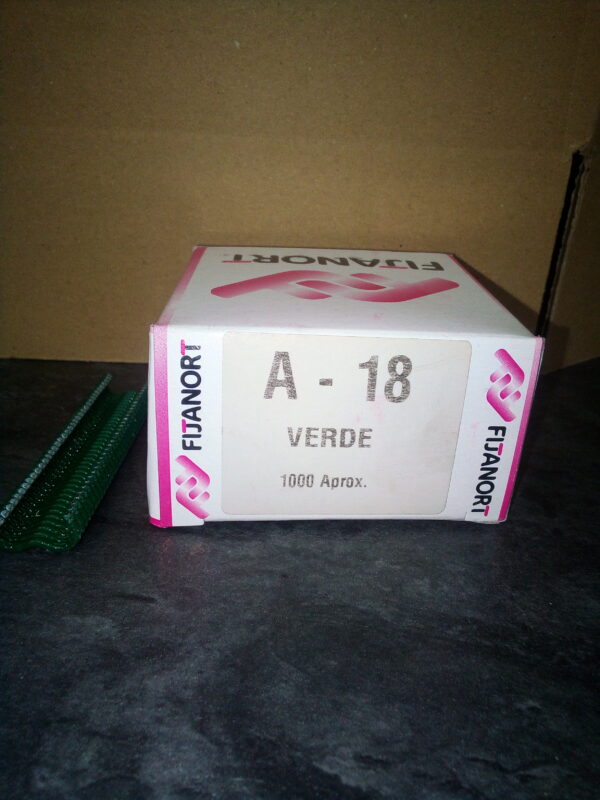 FIJANORT
FIJANORT
A - 18
VERDE
1000 Aprox.
FIJANORT